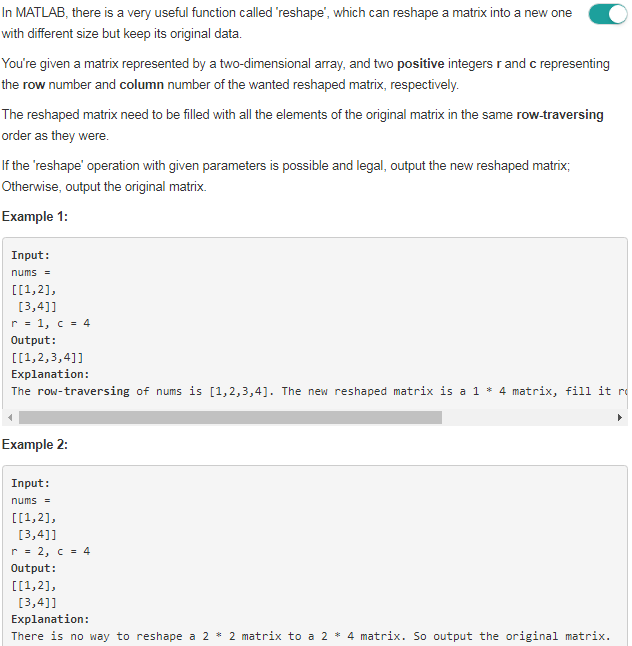 In MATLAB, there is a very useful function called 'reshape', which can reshape a matrix into a new one
with different size but keep its original data.
You're given a matrix represented by a two-dimensional array, and two positive integers r and c representing
the row number and column number of the wanted reshaped matrix, respectively.
The reshaped matrix need to be filled with all the elements of the original matrix in the same row-traversing
order as they were.
If the 'reshape' operation with given parameters is possible and legal, output the new reshaped matrix;
Otherwise, output the original matrix.
Example 1:
Input:
nums =
[[1,2],
 [3,4]]
r = 1, c = 4
Output:
[[1,2,3,4]]
Explanation:
The row-traversing of nums is [1,2,3,4]. The new reshaped matrix is a 1 * 4 matrix, fill it
Example 2:
Input:
nums =
[[1,2],
 [3,4]]
r = 2, c = 4
Output:
[[1,2],
 [3,4]]
Explanation:
There is no way to reshape a 2 * 2 matrix to a 2 * 4 matrix. So output the original matrix.